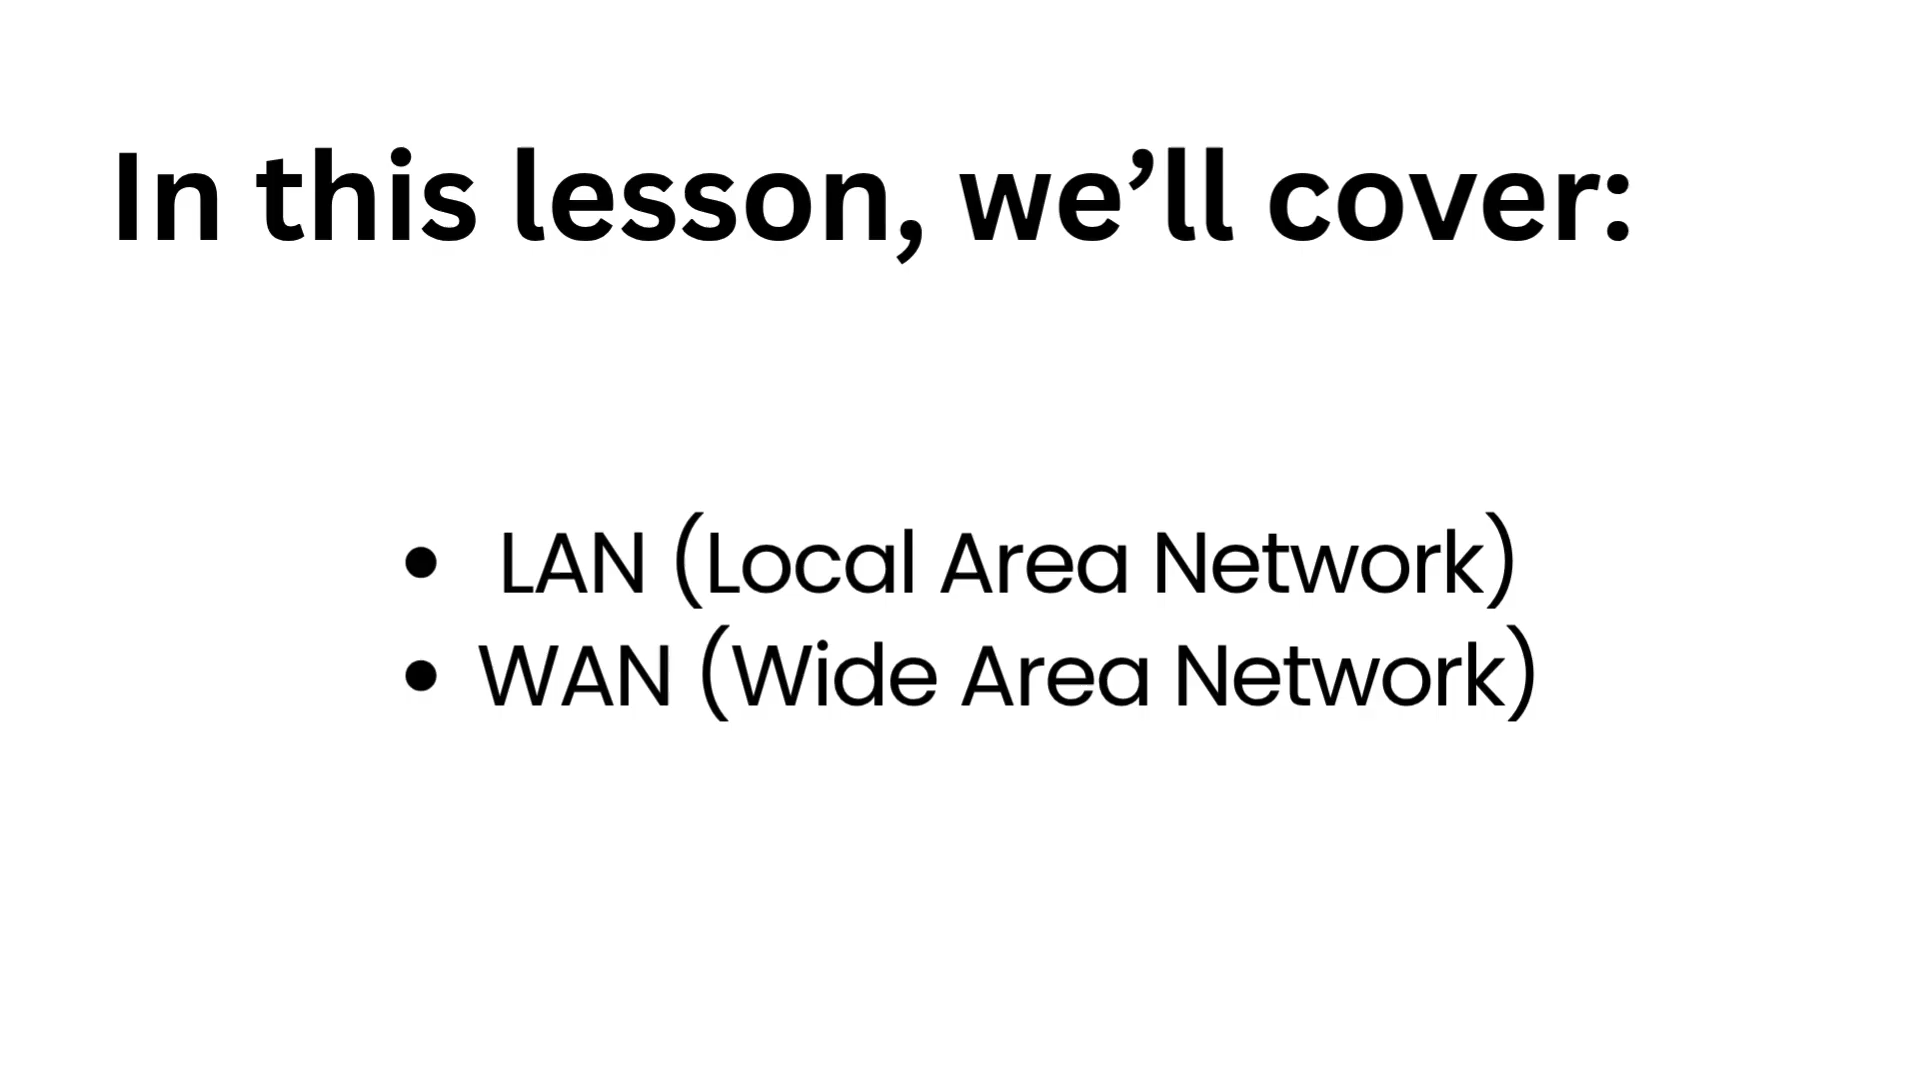 In this lesson, we’ll cover:
• LAN (Local Area Network)
• WAN (Wide Area Network)